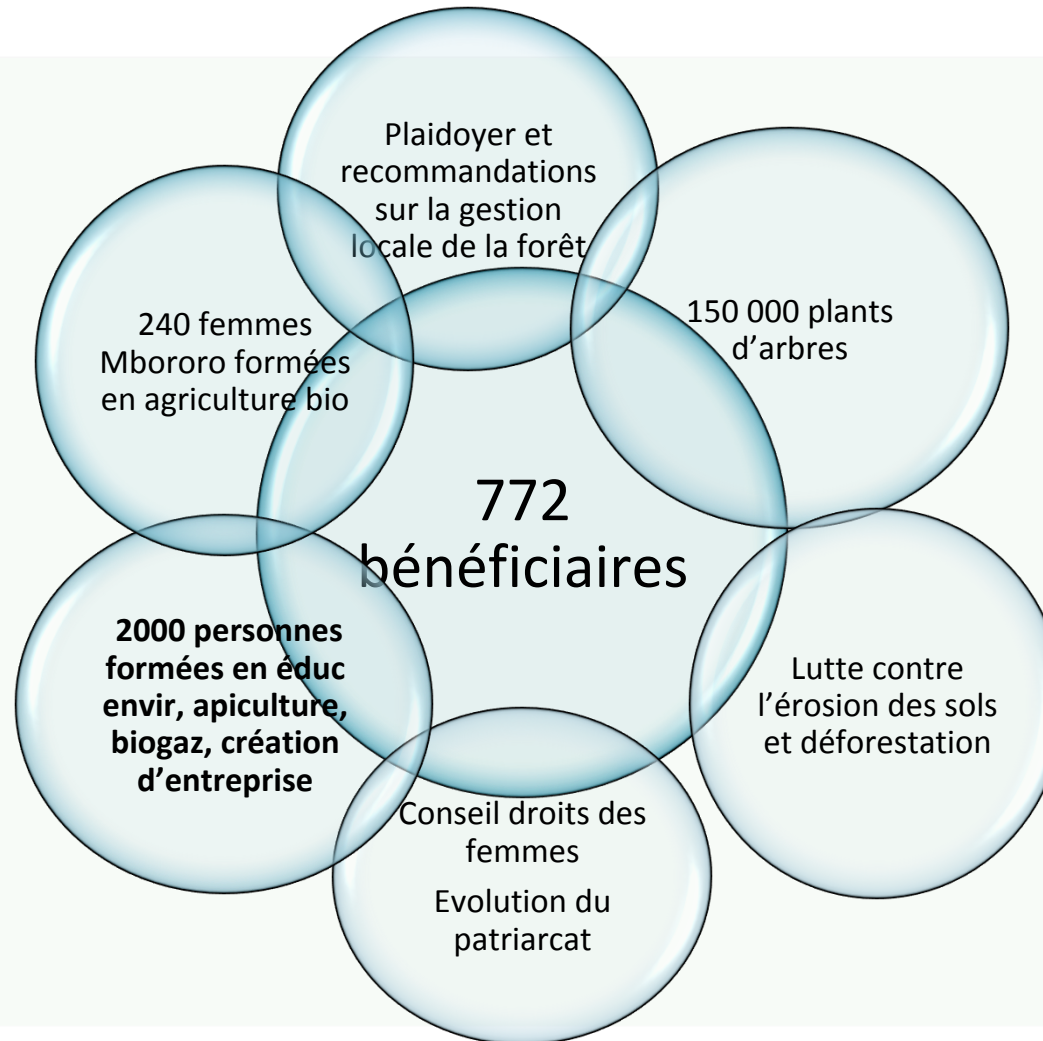 Plaidoyer et
recommandations
sur la gestion
locale de la forêt
150 000 plants
d’arbres
240 femmes
Mbororo formées
en agriculture bio
772
bénéficiaires
2000 personnes
formées en éduc
envir, apiculture,
biogaz, création
d’entreprise
Lutte contre
l’érosion des sols
et déforestation
Conseil droits des
femmes
Evolution du
patriarcat